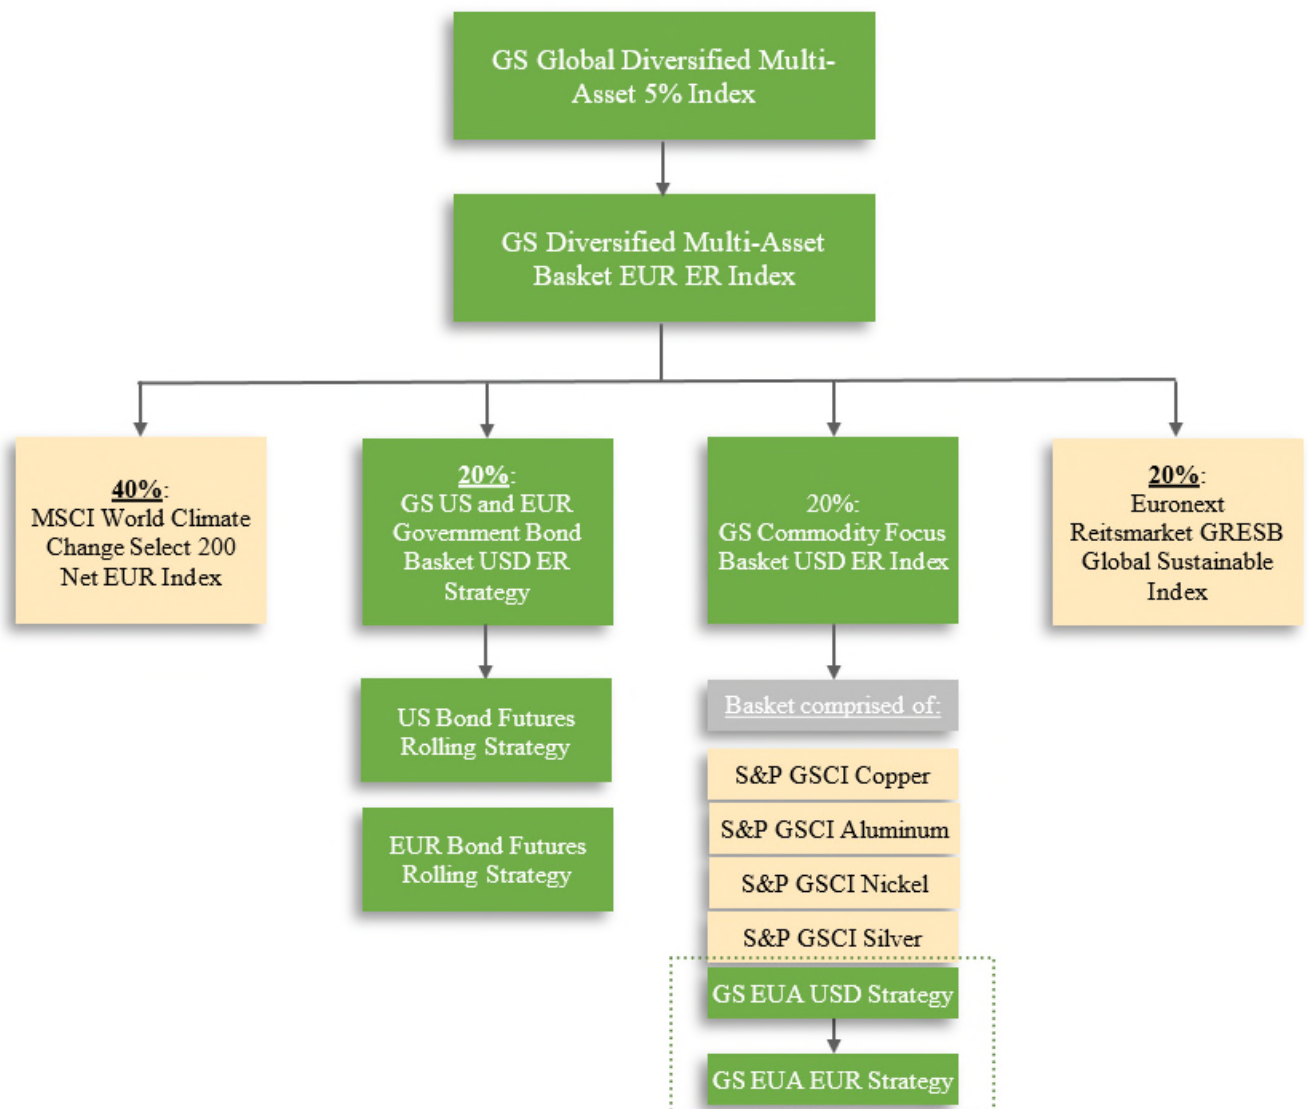 GS Global Diversified Multi-
Asset 5% Index
GS Diversified Multi-Asset
Basket EUR ER Index
40%:
MSCI World Climate
Change Select 200
Net EUR Index
20%:
GS US and EUR
Government Bond
Basket USD ER
Strategy
20%:
GS Commodity Focus
Basket USD ER Index
20%:
Euronext
Reitsmarket GRESB
Global Sustainable
Index
US Bond Futures
Rolling Strategy
EUR Bond Futures
Rolling Strategy
Basket comprised of:
S&P GSCI Copper
S&P GSCI Aluminum
S&P GSCI Nickel
S&P GSCI Silver
GS EUA USD Strategy
GS EUA EUR Strategy